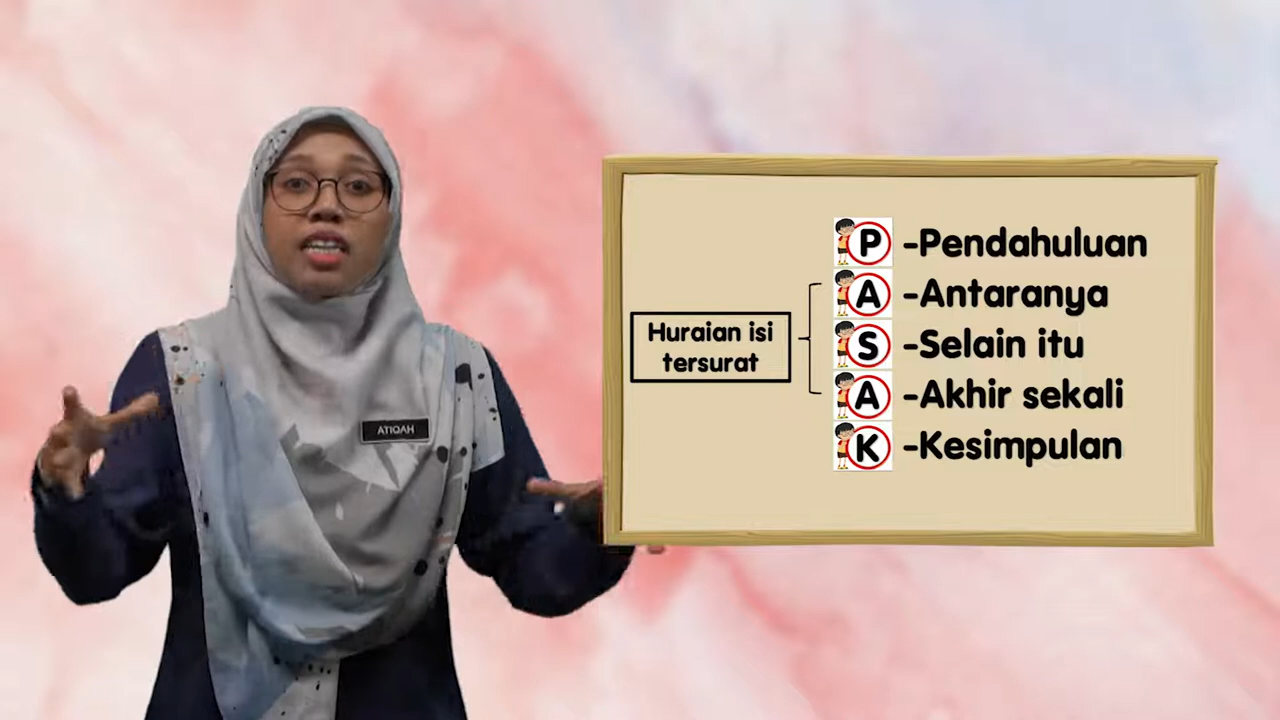 P -Pendahuluan
A -Antaranya
Huraian isi
tersurat
S -Selain itu
A -Akhir sekali
K -Kesimpulan
ATIQAH